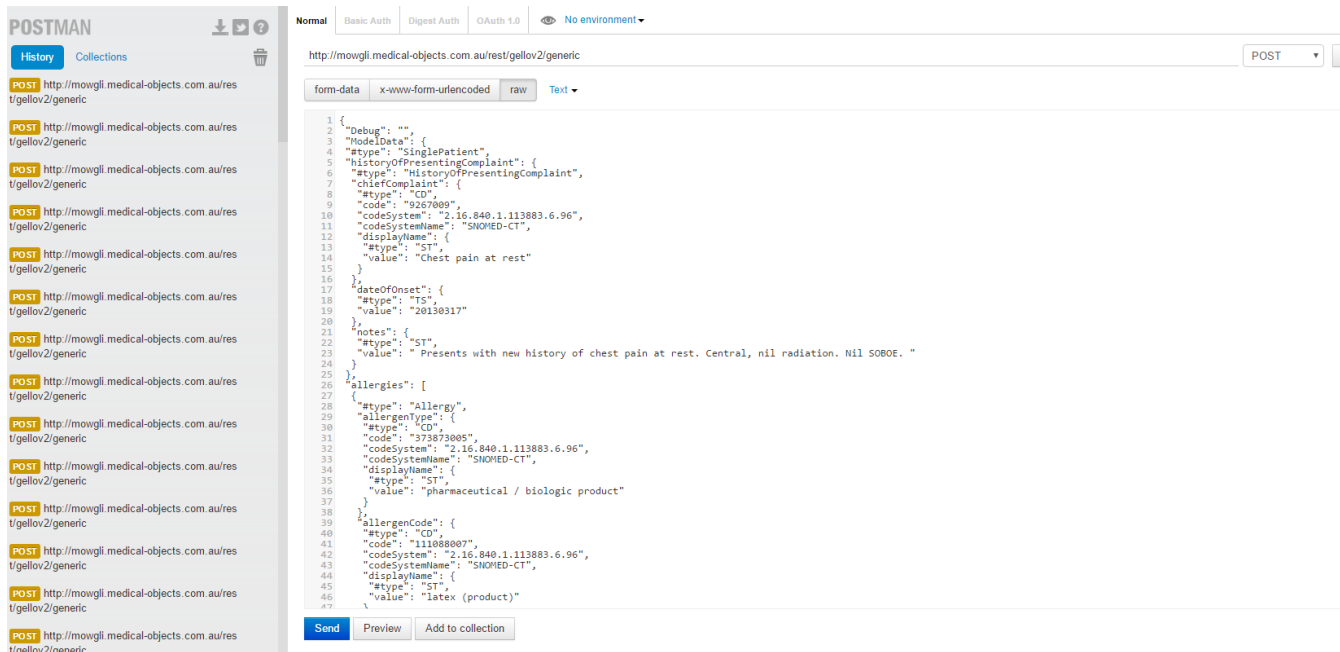 POSTMAN
History Collections
POST http://mowgli.medical-objects.com.au/res
t/gellov2/generic
POST http://mowgli.medical-objects.com.au/res
t/gellov2/generic
POST http://mowgli.medical-objects.com.au/res
t/gellov2/generic
POST http://mowgli.medical-objects.com.au/res
t/gellov2/generic
POST http://mowgli.medical-objects.com.au/res
t/gellov2/generic
POST http://mowgli.medical-objects.com.au/res
t/gellov2/generic
POST http://mowgli.medical-objects.com.au/res
t/gellov2/generic
POST http://mowgli.medical-objects.com.au/res
t/gellov2/generic
POST http://mowgli.medical-objects.com.au/res
t/gellov2/generic
POST http://mowgli.medical-objects.com.au/res
t/gellov2/generic
POST http://mowgli.medical-objects.com.au/res
t/gellov2/generic
POST http://mowgli.medical-objects.com.au/res
t/gellov2/generic
POST http://mowgli.medical-objects.com.au/res
t/gellov2/generic
POST http://mowgli.medical-objects.com.au/res
t/gellov2/generic
Normal Basic Auth Digest Auth OAuth 1.0 No environment
http://mowgli.medical-objects.com.au/rest/gellov2/generic POST
form-data x-www-form-urlencoded raw Text
1 {
2 "Debug": "",
3 "ModelData": {
4 "#type": "SinglePatient",
5 "historyOfPresentingComplaint": {
6 "#type": "HistoryOfPresentingComplaint",
7 "chiefComplaint": {
8 "#type": "CD",
9 "code": "9267009",
10 "codeSystem": "2.16.840.1.113883.6.96",
11 "codeSystemName": "SNOMED-CT",
12 "displayName": {
13 "#type": "ST",
14 "value": "Chest pain at rest"
15 }
16 },
17 "dateOfOnset": {
18 "#type": "TS",
19 "value": "20130317"
20 },
21 "notes": {
22 "#type": "ST",
23 "value": " Presents with new history of chest pain at rest. Central, nil radiation. Nil SOBOE. "
24 }
25 },
26 "allergies": [
27 {
28 "#type": "Allergy",
29 "allergenType": {
30 "#type": "CD",
31 "code": "373873005",
32 "codeSystem": "2.16.840.1.113883.6.96",
33 "codeSystemName": "SNOMED-CT",
34 "displayName": {
35 "#type": "ST",
36 "value": "pharmaceutical / biologic product"
37 }
38 },
39 "allergenCode": {
40 "#type": "CD",
41 "code": "111088007",
42 "codeSystem": "2.16.840.1.113883.6.96",
43 "codeSystemName": "SNOMED-CT",
44 "displayName": {
45 "#type": "ST",
46 "value": "latex (product)"
47 }
Send Preview Add to collection